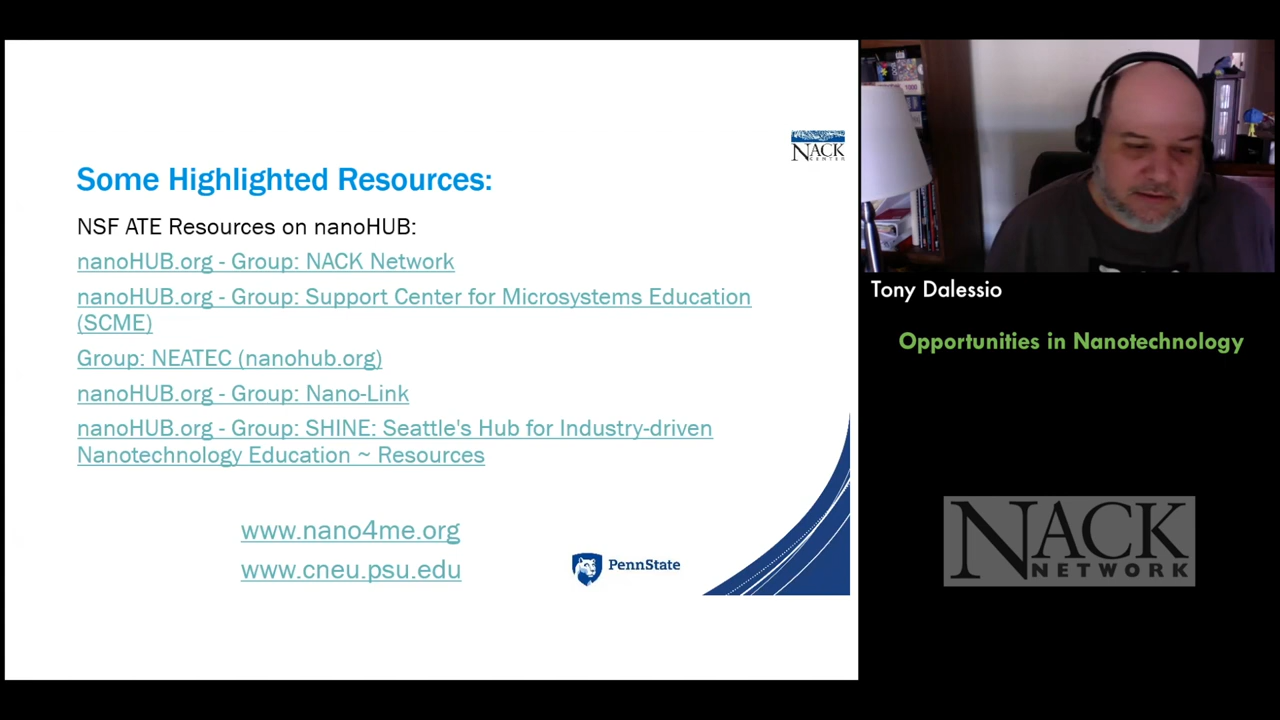 NACK
CENTER
Some Highlighted Resources:
NSF ATE Resources on nanoHUB:
nanoHUB.org - Group: NACK Network
nanoHUB.org - Group: Support Center for Microsystems Education
(SCME)
Group: NEATEC (nanohub.org)
nanoHUB.org - Group: Nano-Link
nanoHUB.org - Group: SHINE: Seattle's Hub for Industry-driven
Nanotechnology Education ~ Resources
www.nano4me.org
www.cneu.psu.edu
PennState
Tony Dalessio
Opportunities in Nanotechnology
NACK
NETWORK